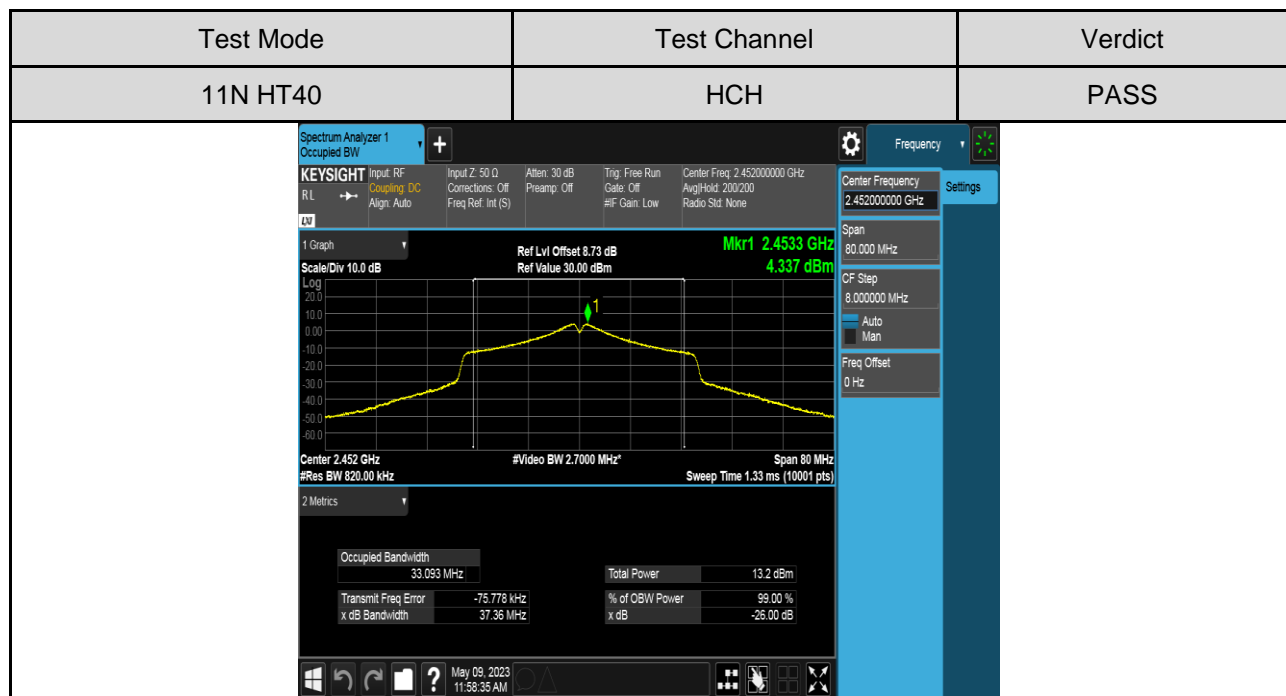 Test Mode Test Channel Verdict
11N HT40 HCH PASS
Spectrum Analyzer 1
Occupied BW
+
Frequency
KEYSIGHT Input: RF Input Z: 50 Ω Atten: 30 dB Trig: Free Run Center Freq: 2.452000000 GHz
R L Coupling: DC Corrections: Off Preamp: Off Gate: Off Avg|Hold: 200/200
Align: Auto Freq Ref: Int (S) #IF Gain: Low Radio Std: None
LXI
Center Frequency Settings
2.452000000 GHz
Span
80.000 MHz
CF Step
8.000000 MHz
Auto
Man
Freq Offset
0 Hz
1 Graph Ref Lvl Offset 8.73 dB Mkr1 2.4533 GHz
Scale/Div 10.0 dB Ref Value 30.00 dBm 4.337 dBm
Log
20.0
10.0
1
0.00
-10.0
-20.0
-30.0
-40.0
-50.0
-60.0
Center 2.452 GHz #Video BW 2.7000 MHz* Span 80 MHz
#Res BW 820.00 kHz Sweep Time 1.33 ms (10001 pts)
2 Metrics
Occupied Bandwidth
33.093 MHz Total Power 13.2 dBm
Transmit Freq Error -75.778 kHz % of OBW Power 99.00 %
x dB Bandwidth 37.36 MHz x dB -26.00 dB
? May 09, 2023
11:58:35 AM